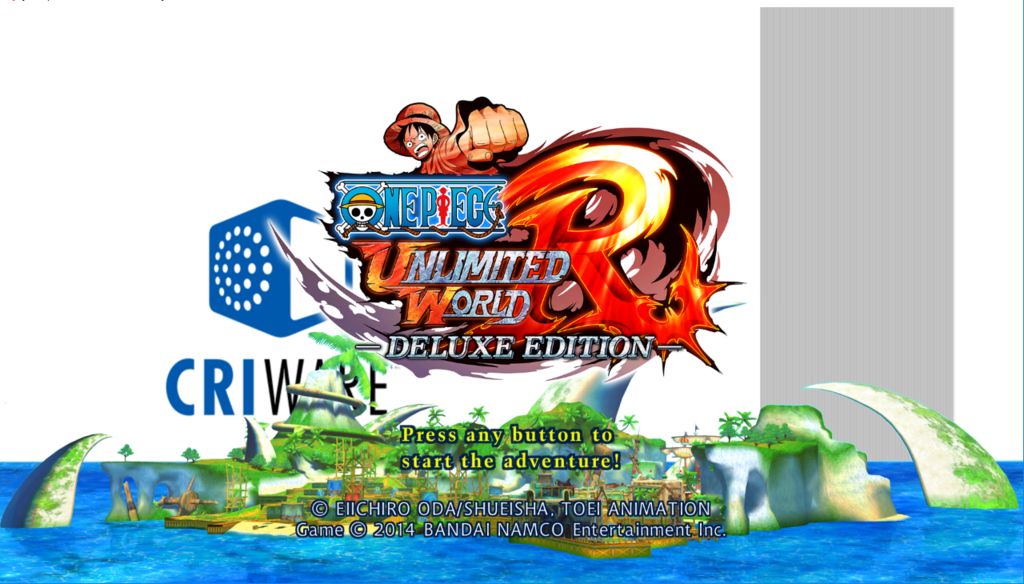 ONE PIECE
UNLIMITED
WORLD R
DELUXE EDITION
CRIWARE
Press any button to
start the adventure!
© EIICHIRO ODA/SHUEISHA, TOEI ANIMATION
Game © 2014 BANDAI NAMCO Entertainment Inc.